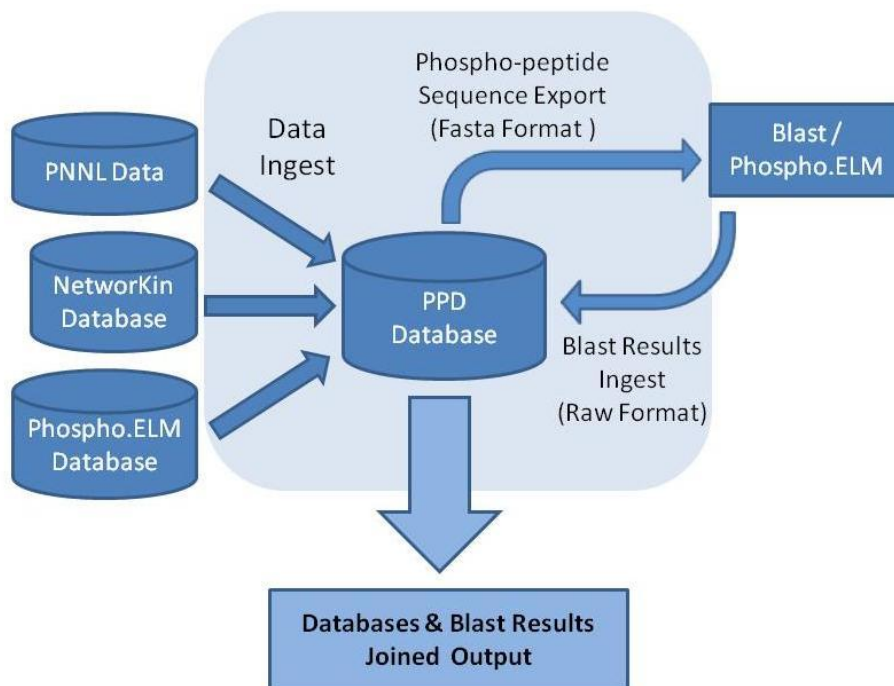 Phospho-peptide
Sequence Export
(Fasta Format )
Data
Ingest
PNNL Data
Blast /
Phospho.ELM
NetworKin
Database
PPD
Database
Blast Results
Ingest
(Raw Format)
Phospho.ELM
Database
Databases & Blast Results
Joined Output